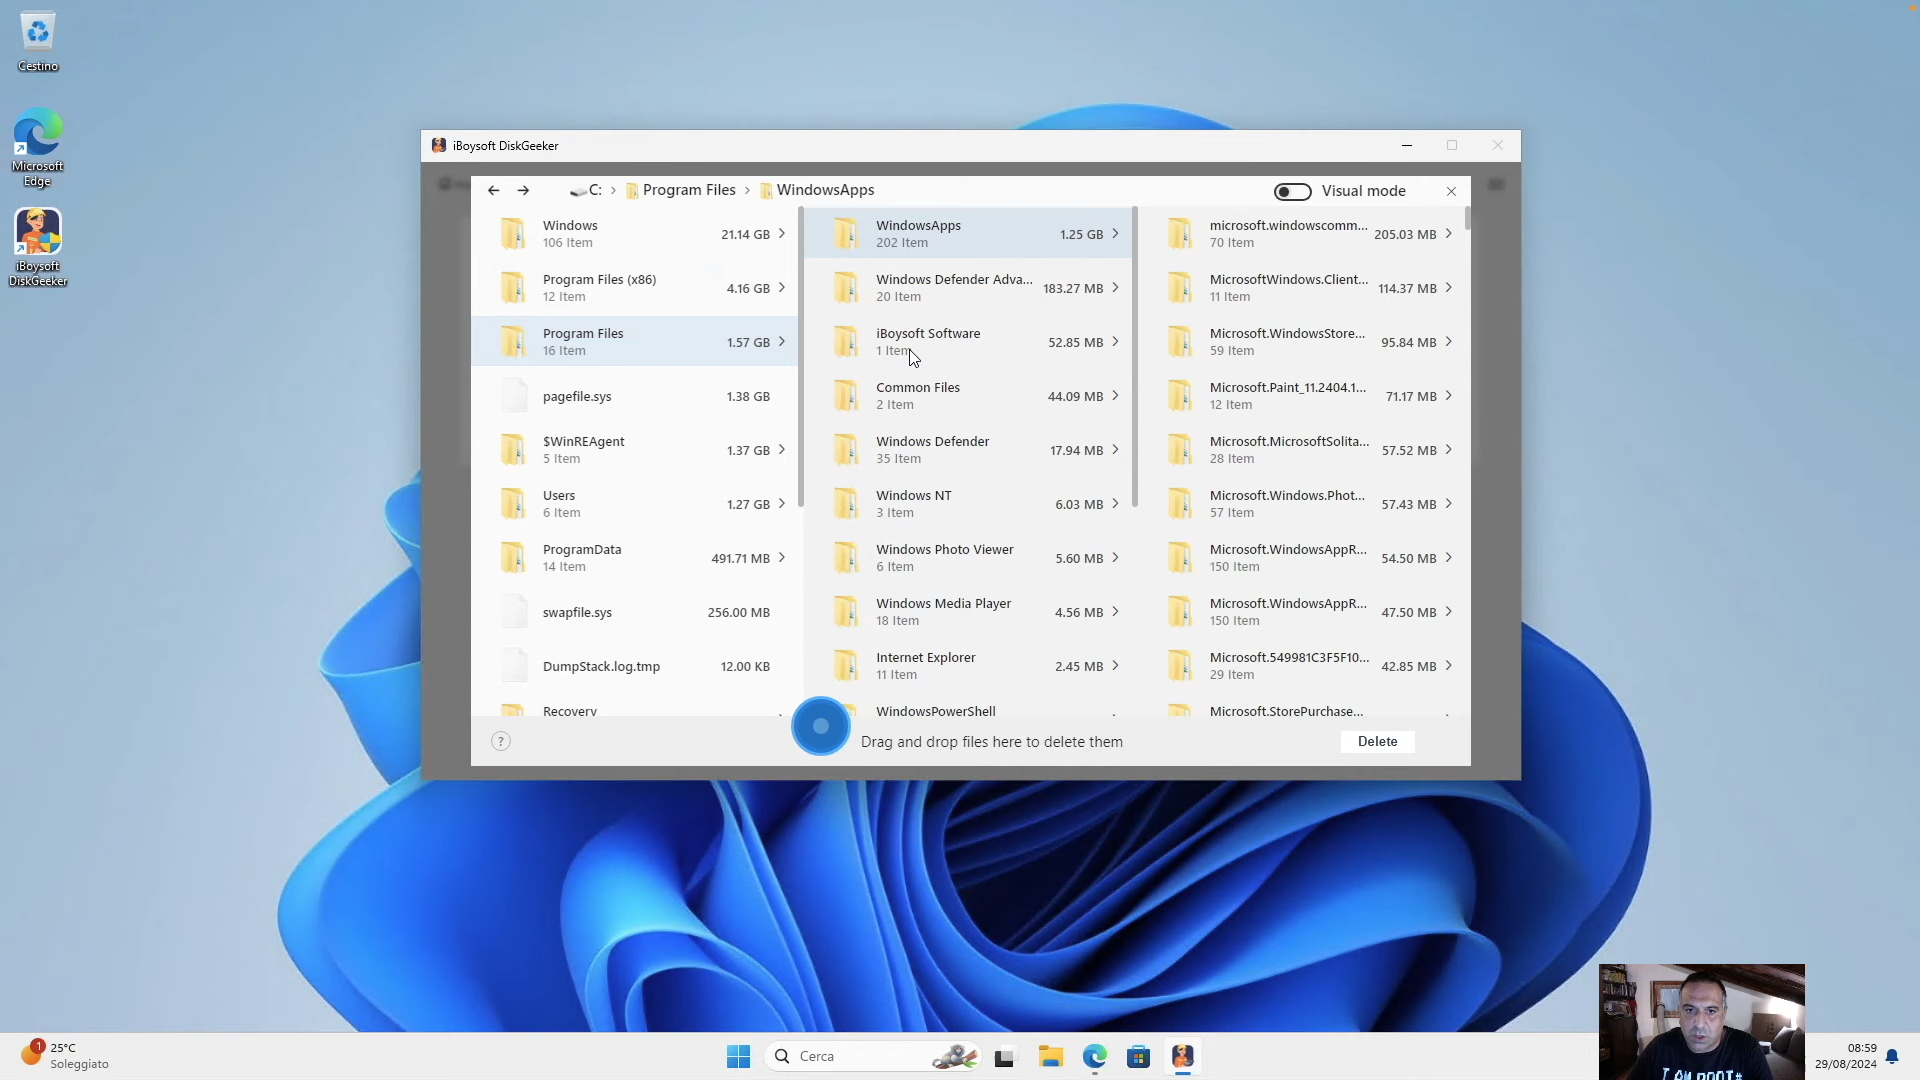 Cestino
Microsoft
Edge
iBoysoft
DiskGeeker
iBoysoft DiskGeeker
C: > Program Files > WindowsApps
Visual mode
Windows
106 Item
21.14 GB
Program Files (x86)
12 Item
4.16 GB
Program Files
16 Item
1.57 GB
pagefile.sys
1.38 GB
$WinREAgent
5 Item
1.37 GB
Users
6 Item
1.27 GB
ProgramData
14 Item
491.71 MB
swapfile.sys
256.00 MB
DumpStack.log.tmp
12.00 KB
Recovery
WindowsApps
202 Item
1.25 GB
Windows Defender Adva...
20 Item
183.27 MB
iBoysoft Software
1 Item
52.85 MB
Common Files
2 Item
44.09 MB
Windows Defender
35 Item
17.94 MB
Windows NT
3 Item
6.03 MB
Windows Photo Viewer
6 Item
5.60 MB
Windows Media Player
18 Item
4.56 MB
Internet Explorer
11 Item
2.45 MB
WindowsPowerShell
microsoft.windowscomm...
70 Item
205.03 MB
MicrosoftWindows.Client...
11 Item
114.37 MB
Microsoft.WindowsStore...
59 Item
95.84 MB
Microsoft.Paint_11.2404.1...
12 Item
71.17 MB
Microsoft.MicrosoftSolita...
28 Item
57.52 MB
Microsoft.Windows.Phot...
57 Item
57.43 MB
Microsoft.WindowsAppR...
150 Item
54.50 MB
Microsoft.WindowsAppR...
150 Item
47.50 MB
Microsoft.549981C3F5F10...
29 Item
42.85 MB
Microsoft.StorePurchase...
?
Drag and drop files here to delete them
Delete
1
25°C
Soleggiato
Cerca
I AM ROOT#
08:59
29/08/2024